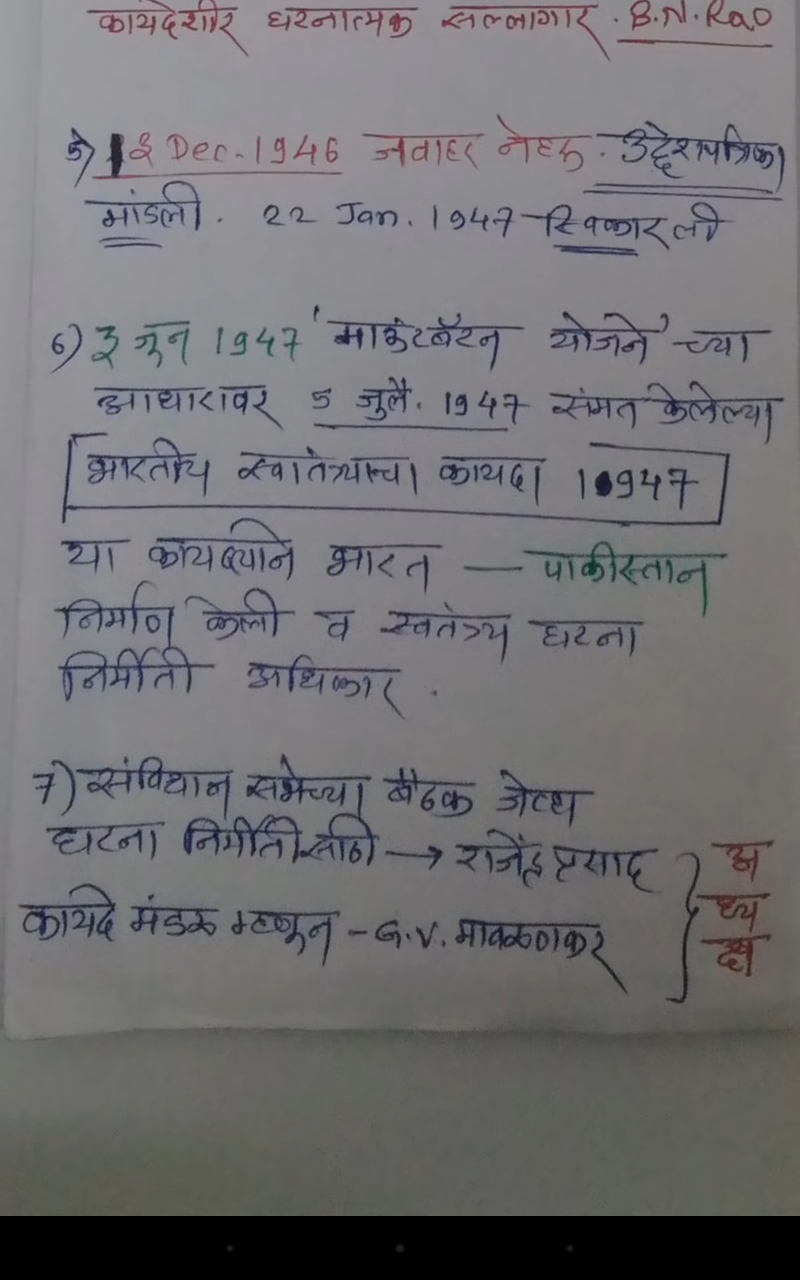 कायदेशीर घटनात्मक सल्लागार. B.N.Rao
5) 13 Dec. 1946 जवाहर नेहरू. उद्देशपत्रिका
मांडली. 22 Jan. 1947 स्विकारली
6) 3 जून 1947 'माऊंटबॅटन योजने' च्या
आधारावर 5 जुलै. 1947 संमत केलेल्या
भारतीय स्वातंत्र्याचा कायदा 1947
या कायद्याने भारत — पाकीस्तान
निर्माण केली व स्वतंत्र्य घटना
निर्मीती अधिकार.
7) संविधान सभेच्या बैठक जेव्हा
घटना निर्मीतीसाठी → राजेंद्र प्रसाद
कायदे मंडळ म्हणून - G.V. मावळणकर
अ
ध्य
क्ष